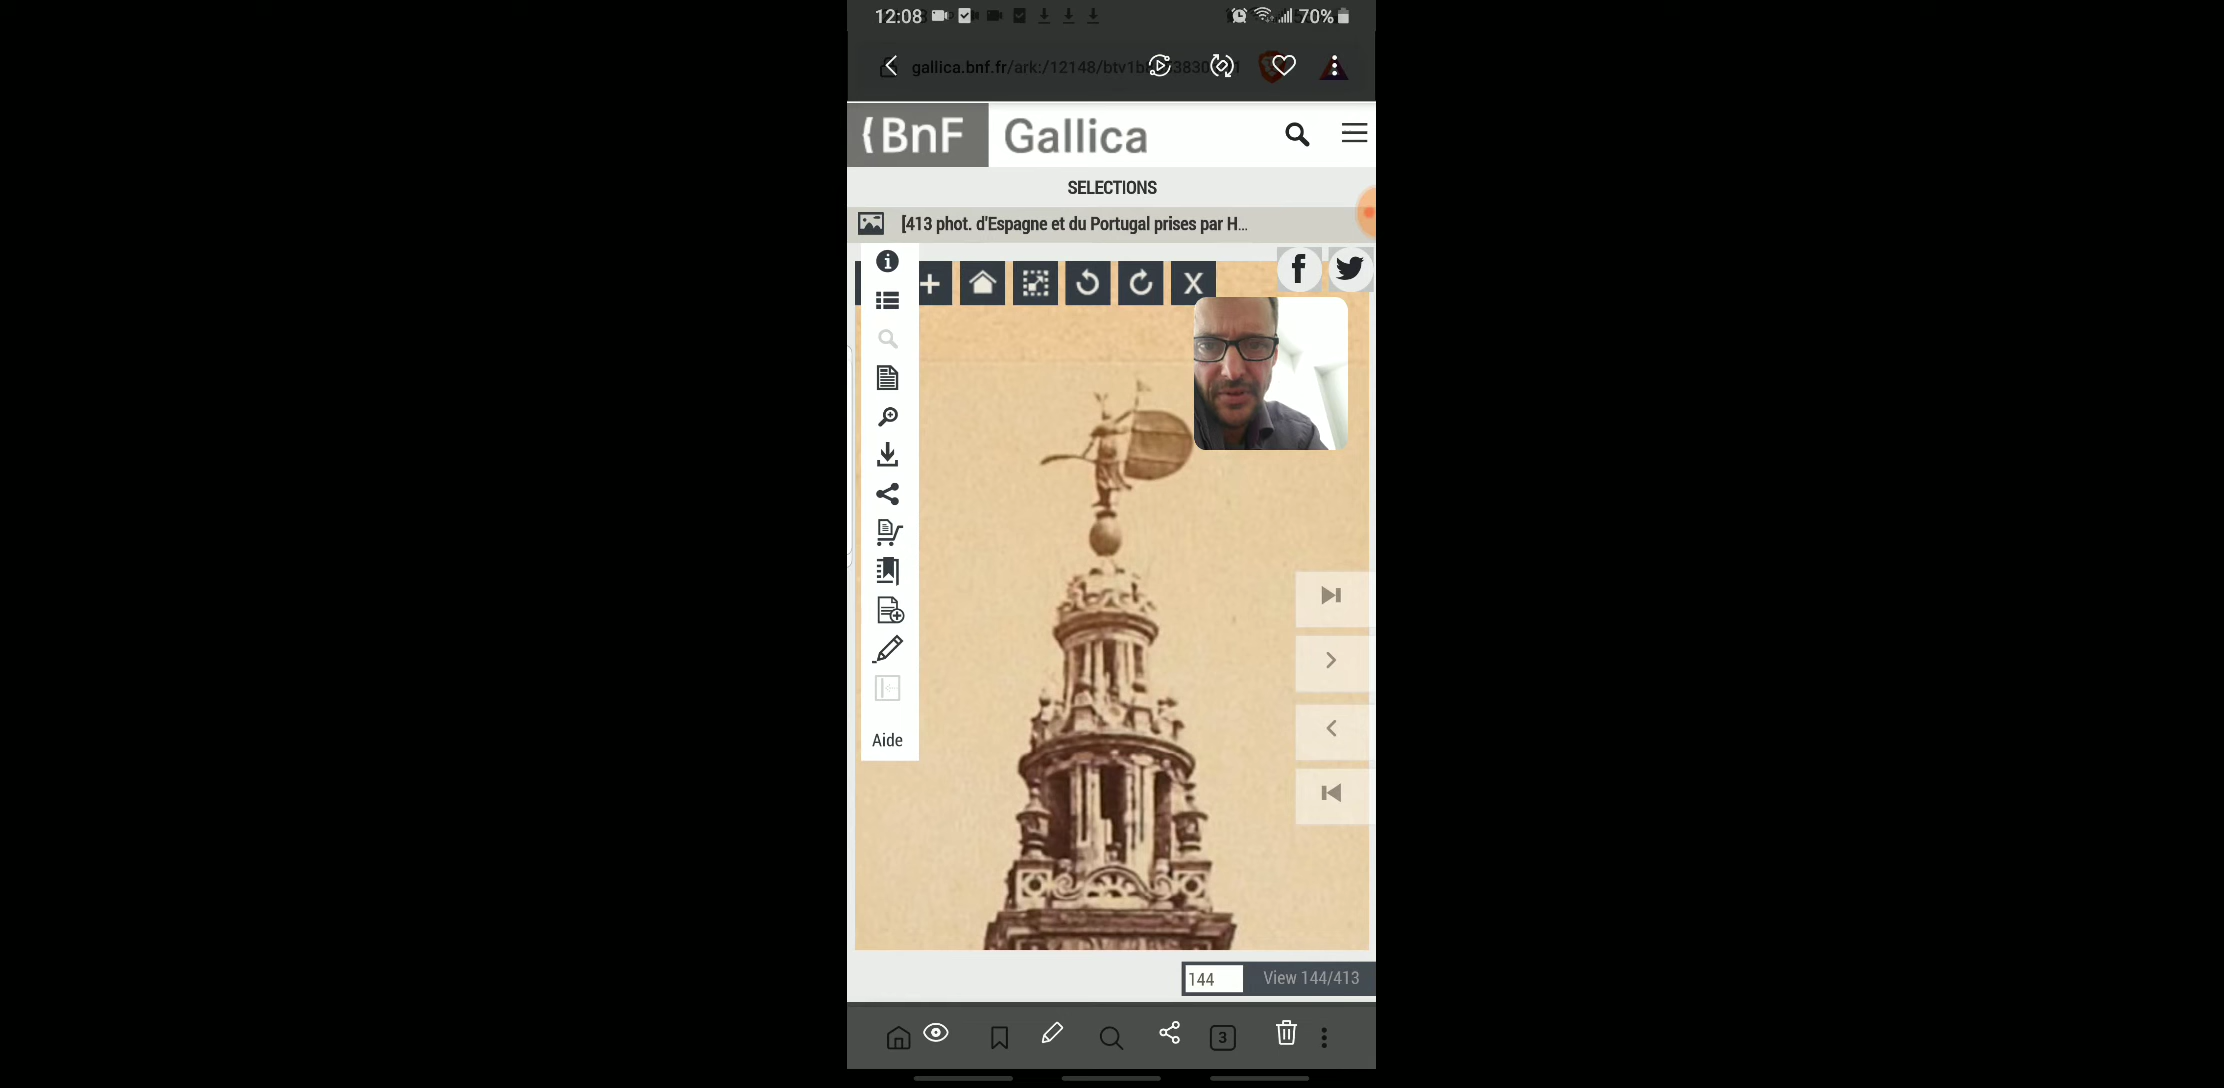 12:08
70%
gallica.bnf.fr/ark:/12148/btv1b
BnF Gallica
SELECTIONS
[413 phot. d'Espagne et du Portugal prises par H...
X
Aide
144
View 144/413
3